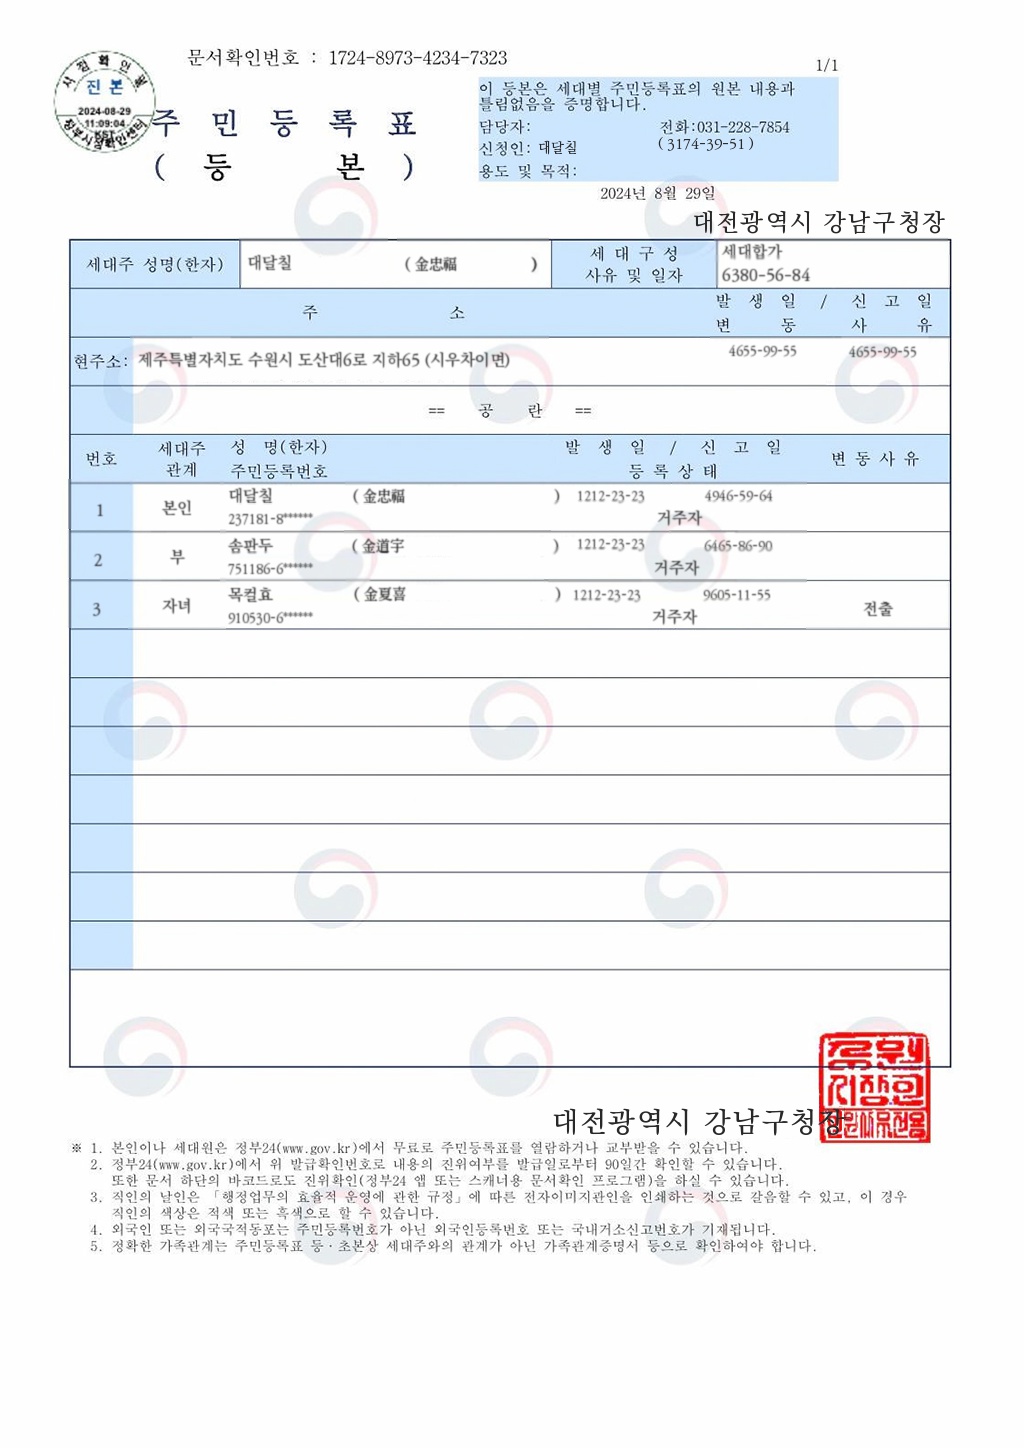 문서확인번호 : 1724-8973-4234-7323
1/1
시점확인필
진본
2024-08-29
11:09:04
KST
정부시점확인센터
주 민 등 록 표
( 등 본 )
이 등본은 세대별 주민등록표의 원본 내용과
틀림없음을 증명합니다.
담당자: 전화:031-228-7854
신청인: 대달칠 (3174-39-51)
용도 및 목적:
2024년 8월 29일
대전광역시 강남구청장
세대주 성명(한자) 대달칠 (金忠福 ) 세 대 구 성 세대합가
사유 및 일자 6380-56-84
주 소 발 생 일 / 신 고 일
변 동 사 유
현주소: 제주특별자치도 수원시 도산대6로 지하65 (시우차이면) 4655-99-55 4655-99-55
== 공 란 ==
번호 세대주 성 명(한자) 발 생 일 / 신 고 일 변 동 사 유
관계 주민등록번호 등 록 상 태
1 본인 대달칠 (金忠福 ) 1212-23-23 4946-59-64
237181-8****** 거주자
2 부 솜판두 (金道宇 ) 1212-23-23 6465-86-90
751186-6****** 거주자
3 자녀 목컬효 (金夏喜 ) 1212-23-23 9605-11-55
910530-6****** 거주자 전출
대전광역시 강남구청장
※ 1. 본인이나 세대원은 정부24(www.gov.kr)에서 무료로 주민등록표를 열람하거나 교부받을 수 있습니다.
2. 정부24(www.gov.kr)에서 위 발급확인번호로 내용의 진위여부를 발급일로부터 90일간 확인할 수 있습니다.
또한 문서 하단의 바코드로도 진위확인(정부24 앱 또는 스캐너용 문서확인 프로그램)을 하실 수 있습니다.
3. 직인의 날인은 「행정업무의 효율적 운영에 관한 규정」에 따른 전자이미지관인을 인쇄하는 것으로 갈음할 수 있고, 이 경우
직인의 색상은 적색 또는 흑색으로 할 수 있습니다.
4. 외국인 또는 외국국적동포는 주민등록번호가 아닌 외국인등록번호 또는 국내거소신고번호가 기재됩니다.
5. 정확한 가족관계는 주민등록표 등·초본상 세대주와의 관계가 아닌 가족관계증명서 등으로 확인하여야 합니다.